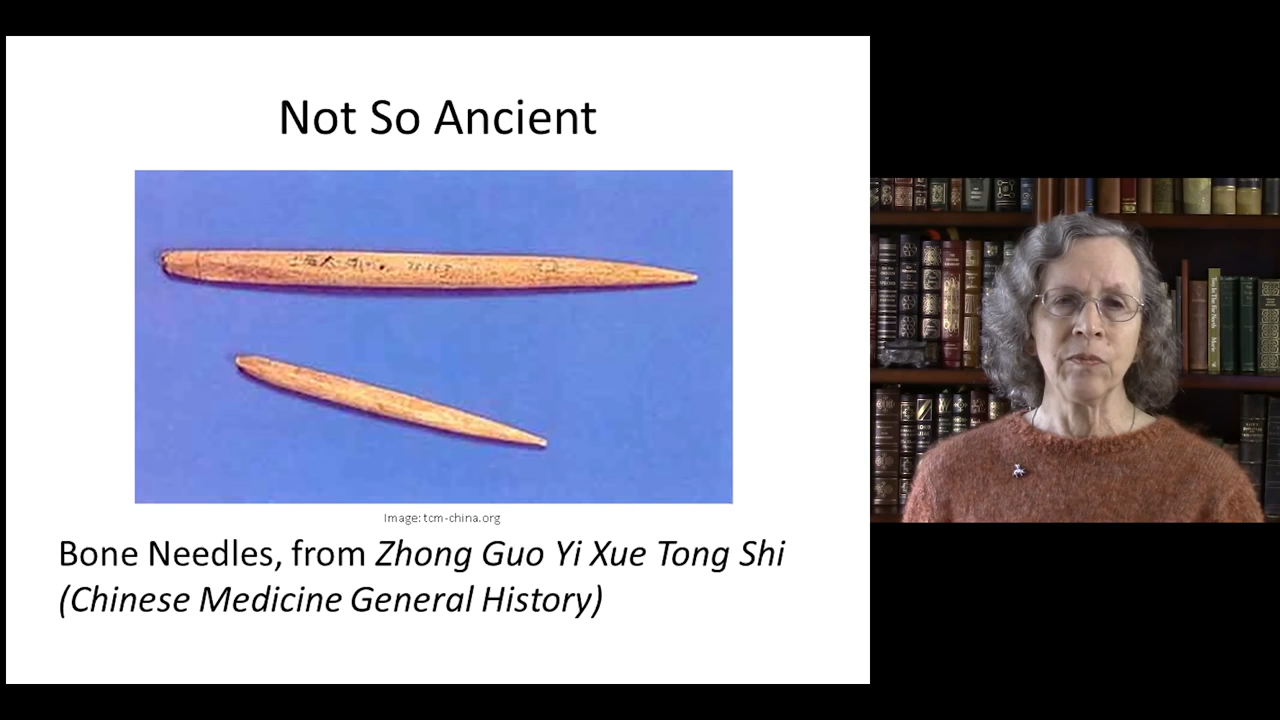 Not So Ancient
Image: tcm-china.org
Bone Needles, from Zhong Guo Yi Xue Tong Shi
(Chinese Medicine General History)